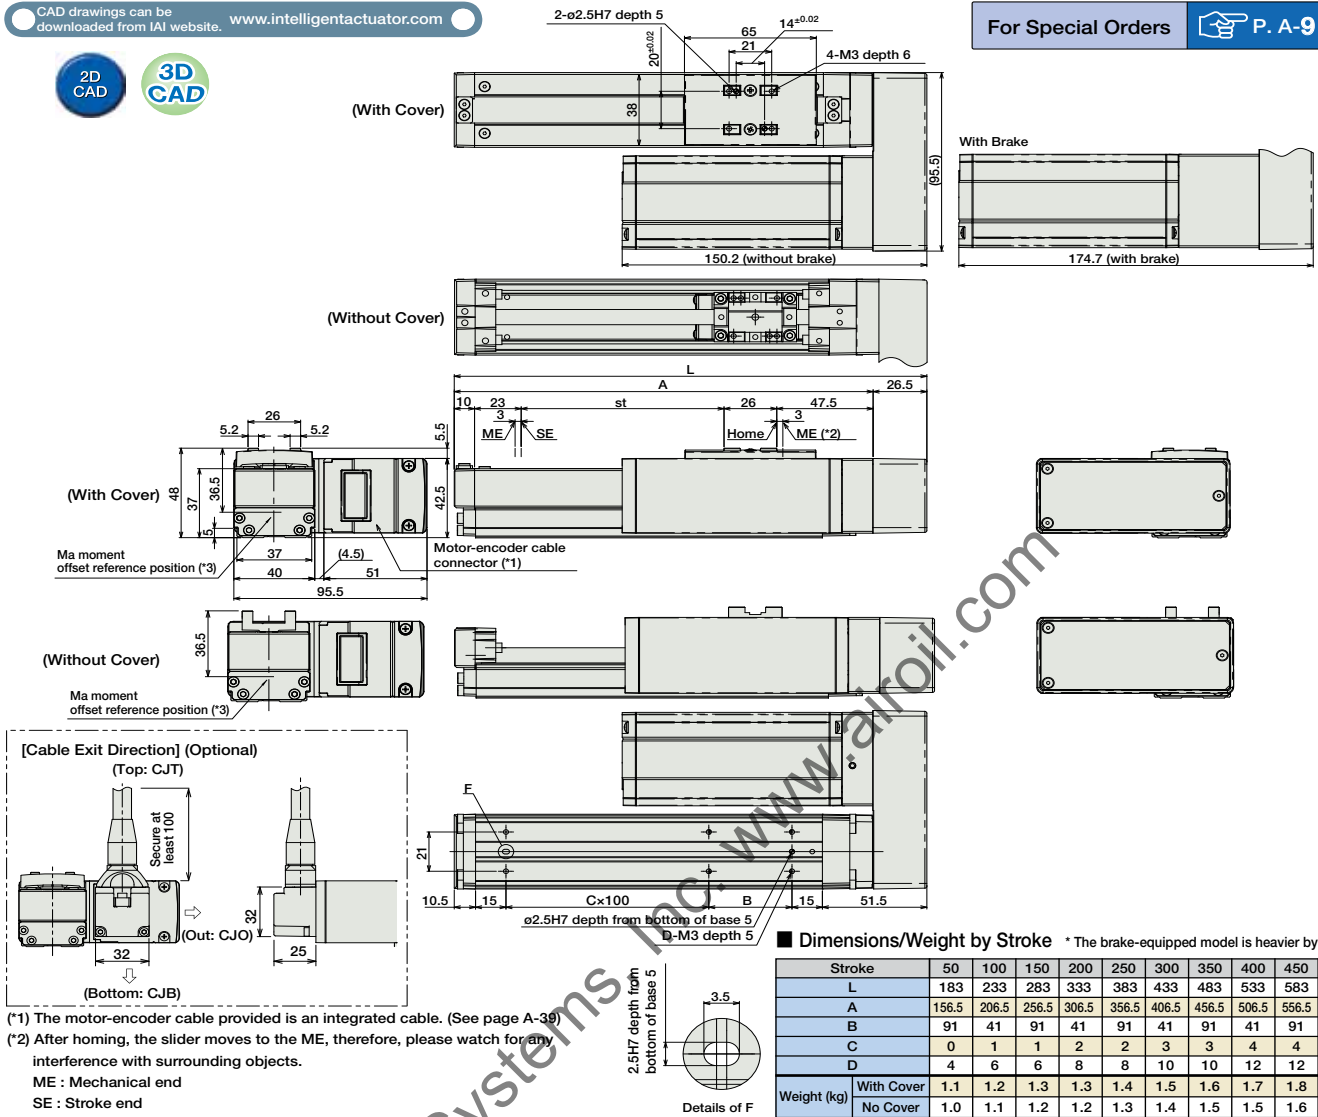 CAD drawings can be
downloaded from IAI website.
www.intelligentactuator.com
2D
CAD
3D
CAD
For Special Orders
P. A-9
2-ø2.5H7 depth 5
14±0.02
65
21
20±0.02
4-M3 depth 6
(With Cover)
38
(95.5)
With Brake
150.2 (without brake)
174.7 (with brake)
(Without Cover)
L
A
26.5
10
23
st
26
47.5
3
3
ME
SE
Home
ME (*2)
26
5.2
5.2
5.5
(With Cover)
48
37
36.5
5
42.5
Ma moment
offset reference position (*3)
37
(4.5)
40
51
95.5
Motor-encoder cable
connector (*1)
36.5
(Without Cover)
Ma moment
offset reference position (*3)
[Cable Exit Direction] (Optional)
(Top: CJT)
Secure at
least 100
32
(Out: CJO)
32
25
(Bottom: CJB)
F
21
10.5
15
C×100
B
15
51.5
ø2.5H7 depth from bottom of base 5
D-M3 depth 5
www.airoil.com
Systems, Inc.
(*1) The motor-encoder cable provided is an integrated cable. (See page A-39)
(*2) After homing, the slider moves to the ME, therefore, please watch for any
interference with surrounding objects.
ME : Mechanical end
SE : Stroke end
2.5H7 depth from
bottom of base 5
3.5
Details of F
■ Dimensions/Weight by Stroke * The brake-equipped model is heavier by
Stroke 50 100 150 200 250 300 350 400 450
L 183 233 283 333 383 433 483 533 583
A 156.5 206.5 256.5 306.5 356.5 406.5 456.5 506.5 556.5
B 91 41 91 41 91 41 91 41 91
C 0 1 1 2 2 3 3 4 4
D 4 6 6 8 8 10 10 12 12
Weight (kg) With Cover 1.1 1.2 1.3 1.3 1.4 1.5 1.6 1.7 1.8
No Cover 1.0 1.1 1.2 1.2 1.3 1.4 1.5 1.5 1.6